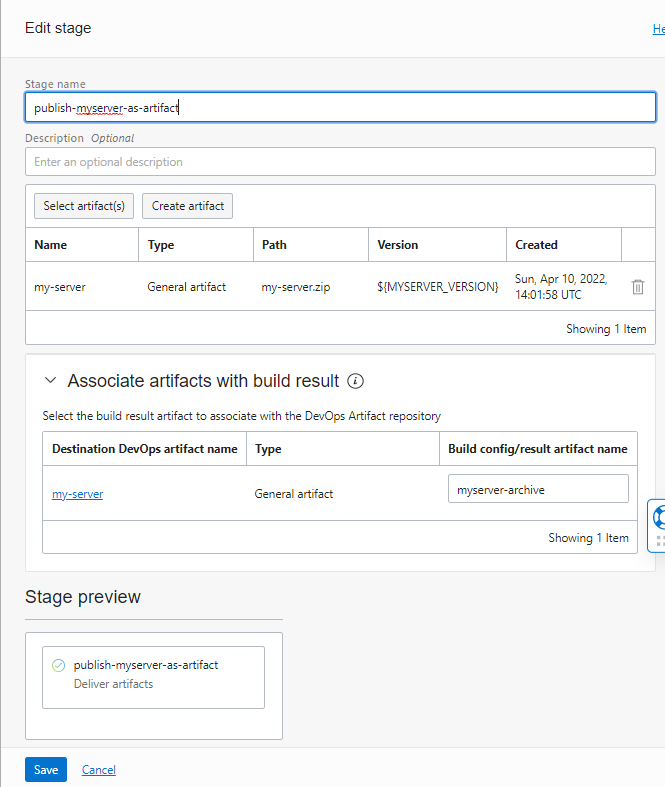 Edit stage
He
Stage name
publish-myserver-as-artifact
Description Optional
Enter an optional description
Select artifact(s) Create artifact
Name Type Path Version Created
my-server General artifact my-server.zip ${MYSERVER_VERSION} Sun, Apr 10, 2022,
14:01:58 UTC
Showing 1 Item
Associate artifacts with build result
Select the build result artifact to associate with the DevOps Artifact repository
Destination DevOps artifact name Type Build config/result artifact name
my-server General artifact myserver-archive
Showing 1 Item
Stage preview
publish-myserver-as-artifact
Deliver artifacts
Save Cancel